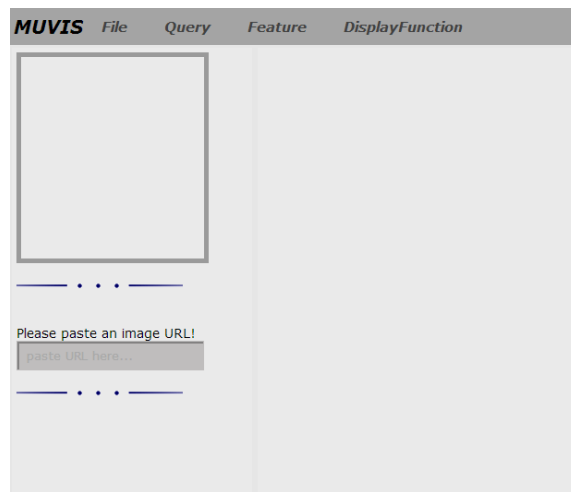 MUVIS File Query Feature DisplayFunction
Please paste an image URL!
paste URL here...